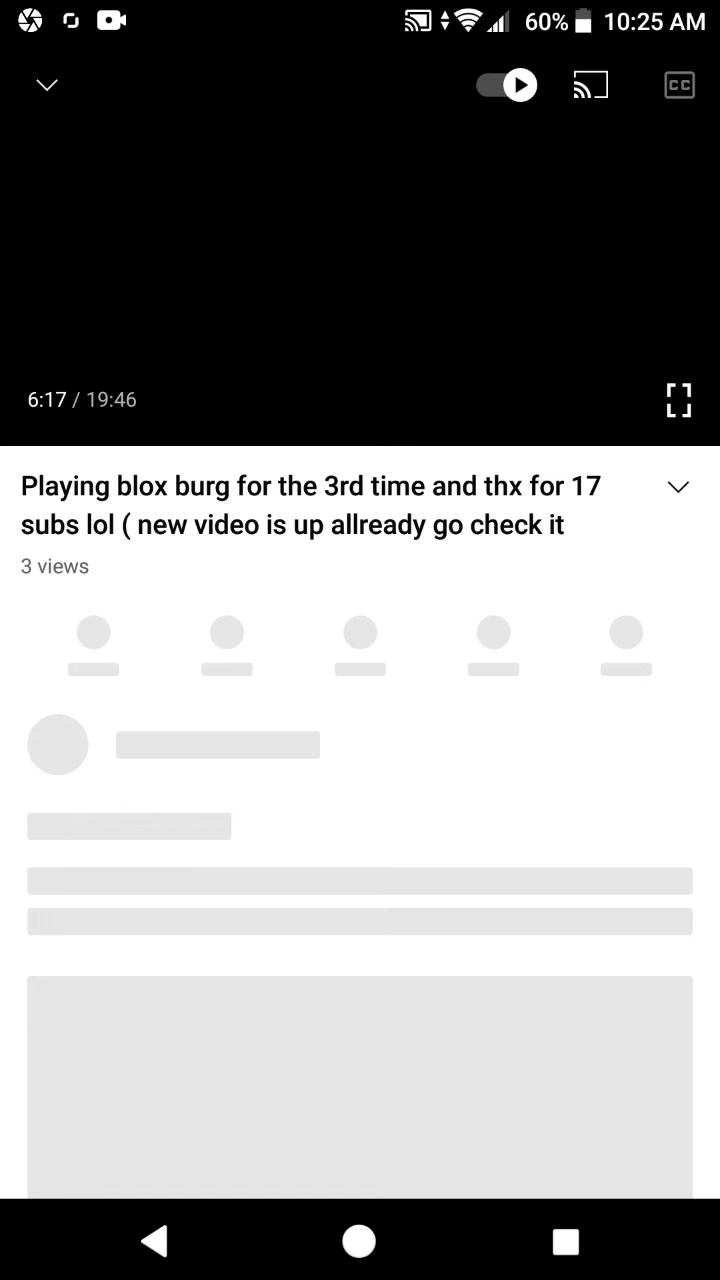 60% 10:25 AM
CC
6:17 / 19:46
Playing blox burg for the 3rd time and thx for 17
subs lol ( new video is up allready go check it
3 views